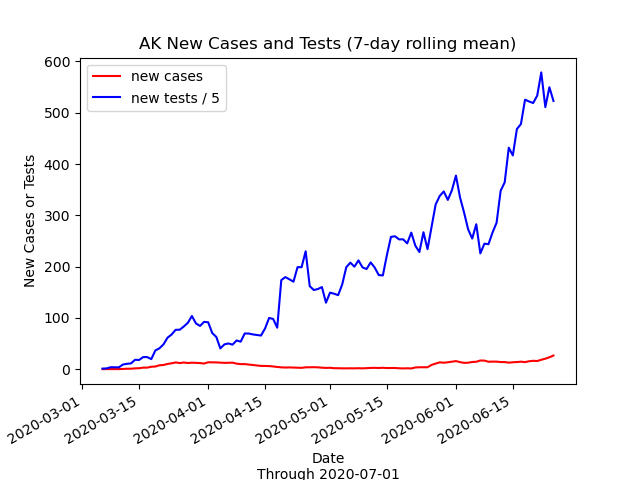 AK New Cases and Tests (7-day rolling mean)
new cases
new tests / 5
New Cases or Tests
600
500
400
300
200
100
0
2020-03-01
2020-03-15
2020-04-01
2020-04-15
2020-05-01
2020-05-15
2020-06-01
2020-06-15
Date
Through 2020-07-01